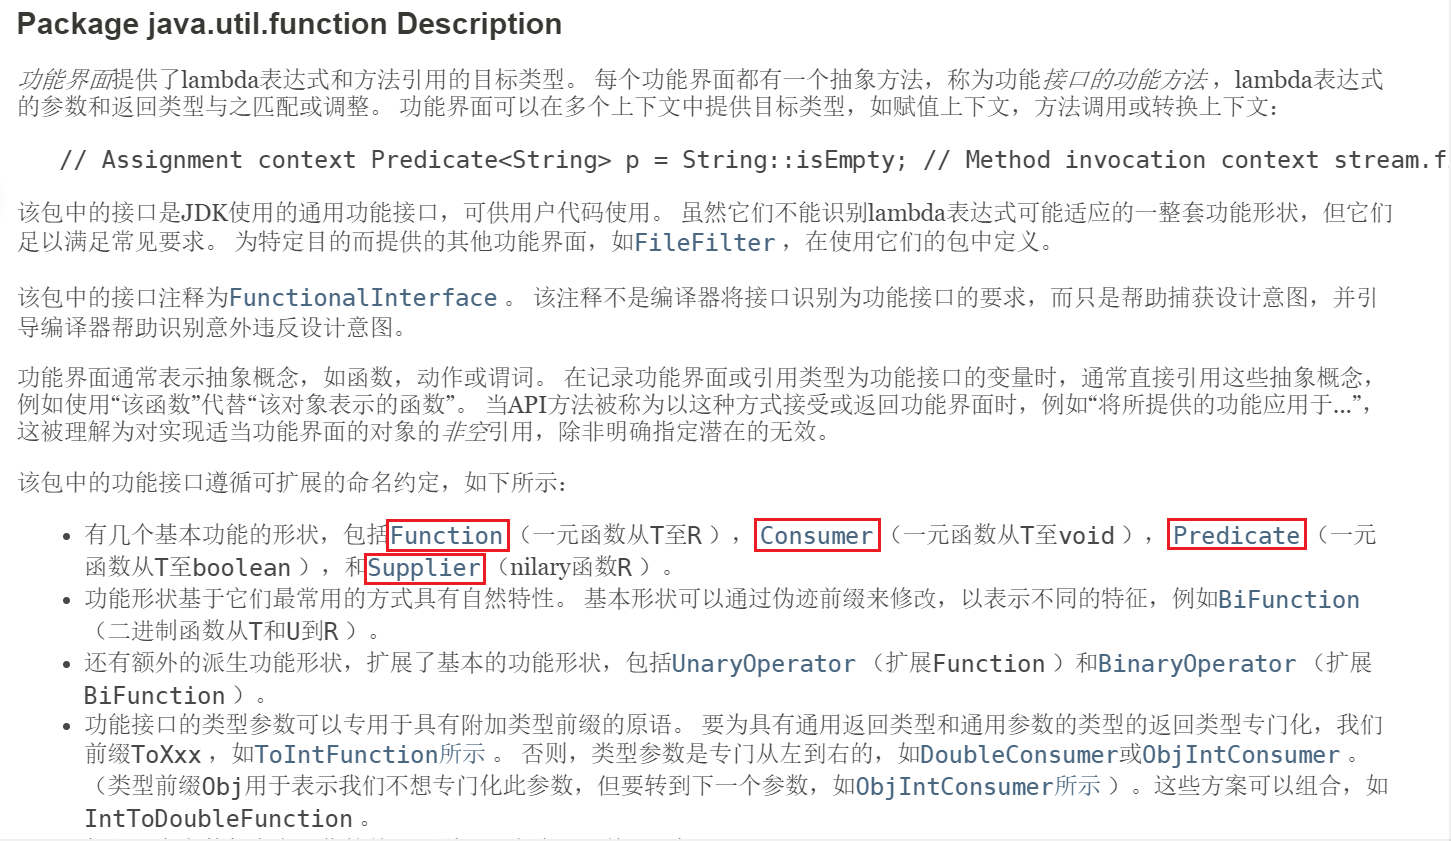 Package java.util.function Description
功能界面提供了lambda表达式和方法引用的目标类型。 每个功能界面都有一个抽象方法，称为功能接口的功能方法 ，lambda表达式
的参数和返回类型与之匹配或调整。 功能界面可以在多个上下文中提供目标类型，如赋值上下文，方法调用或转换上下文：
// Assignment context Predicate<String> p = String::isEmpty; // Method invocation context stream.f
该包中的接口是JDK使用的通用功能接口，可供用户代码使用。 虽然它们不能识别lambda表达式可能适应的一整套功能形状，但它们
足以满足常见要求。 为特定目的而提供的其他功能界面，如FileFilter ，在使用它们的包中定义。
该包中的接口注释为FunctionalInterface 。 该注释不是编译器将接口识别为功能接口的要求，而只是帮助捕获设计意图，并引
导编译器帮助识别意外违反设计意图。
功能界面通常表示抽象概念，如函数，动作或谓词。 在记录功能界面或引用类型为功能接口的变量时，通常直接引用这些抽象概念，
例如使用“该函数”代替“该对象表示的函数”。 当API方法被称为以这种方式接受或返回功能界面时，例如“将所提供的功能应用于...”，
这被理解为对实现适当功能界面的对象的非空引用，除非明确指定潜在的无效。
该包中的功能接口遵循可扩展的命名约定，如下所示：
• 有几个基本功能的形状，包括Function （一元函数从T至R ）， Consumer （一元函数从T至void ）， Predicate （一元
函数从T至boolean ），和Supplier （nilary函数R ）。
• 功能形状基于它们最常用的方式具有自然特性。 基本形状可以通过伪迹前缀来修改，以表示不同的特征，例如BiFunction
（二进制函数从T和U到R ）。
• 还有额外的派生功能形状，扩展了基本的功能形状，包括UnaryOperator （扩展Function ）和BinaryOperator （扩展
BiFunction ）。
• 功能接口的类型参数可以专用于具有附加类型前缀的原语。 要为具有通用返回类型和通用参数的类型的返回类型专门化，我们
前缀ToXxx ，如ToIntFunction所示 。 否则，类型参数是专门从左到右的，如DoubleConsumer或ObjIntConsumer 。
（类型前缀Obj用于表示我们不想专门化此参数，但要转到下一个参数，如ObjIntConsumer所示 ）。这些方案可以组合，如
IntToDoubleFunction 。